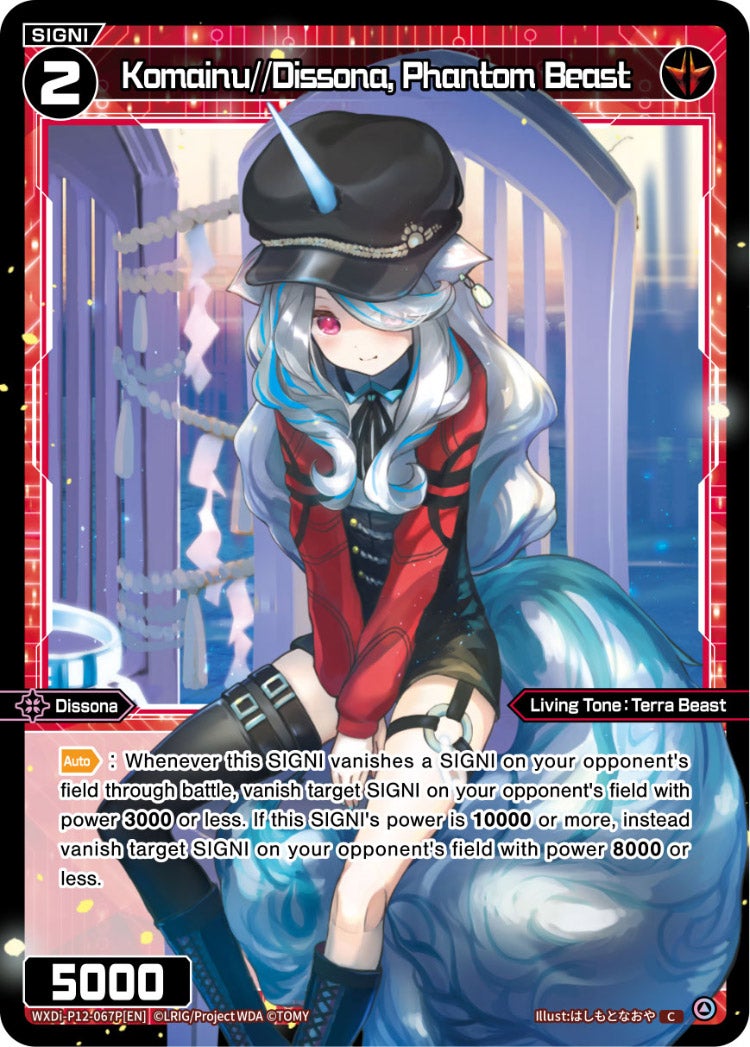 SIGNI
2
Komainu//Dissona, Phantom Beast
Dissona
Living Tone：Terra Beast
Auto : Whenever this SIGNI vanishes a SIGNI on your opponent's
field through battle, vanish target SIGNI on your opponent's field with
power 3000 or less. If this SIGNI's power is 10000 or more, instead
vanish target SIGNI on your opponent's field with power 8000 or
less.
5000
WXDi-P12-067P[EN] ©LRIG/Project WDA ©TOMY
Illust:はしもとなおや C